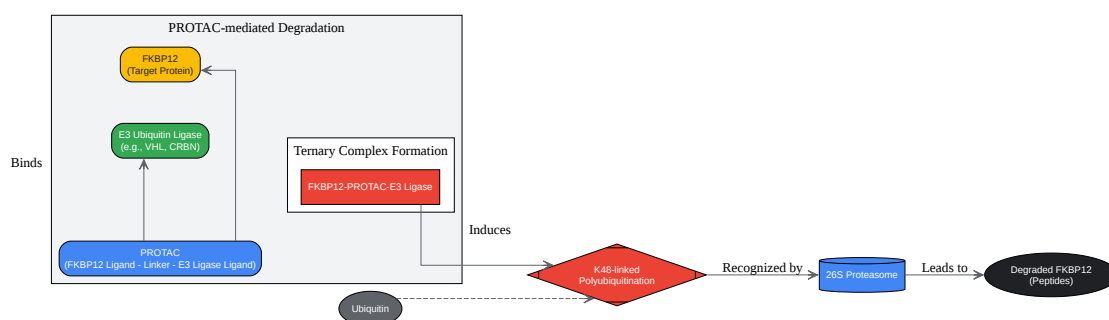 PROTAC-mediated Degradation
FKBP12
(Target Protein)
E3 Ubiquitin Ligase
(e.g., VHL, CRBN)
Ternary Complex Formation
Binds
FKBP12-PROTAC-E3 Ligase
Induces
PROTAC
(FKBP12 Ligand - Linker - E3 Ligase Ligand)
K48-linked
Polyubiquitination
Recognized by
26S Proteasome
Leads to
Degraded FKBP12
(Peptides)
Ubiquitin